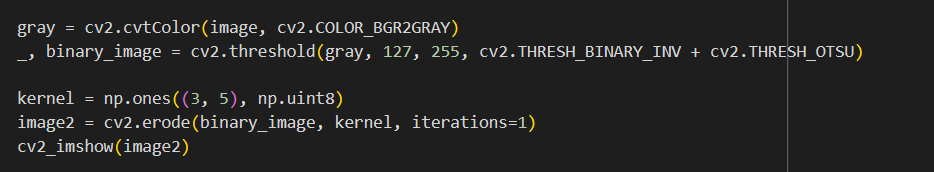 gray = cv2.cvtColor(image, cv2.COLOR_BGR2GRAY)
_, binary_image = cv2.threshold(gray, 127, 255, cv2.THRESH_BINARY_INV + cv2.THRESH_OTSU)
kernel = np.ones((3, 5), np.uint8)
image2 = cv2.erode(binary_image, kernel, iterations=1)
cv2_imshow(image2)